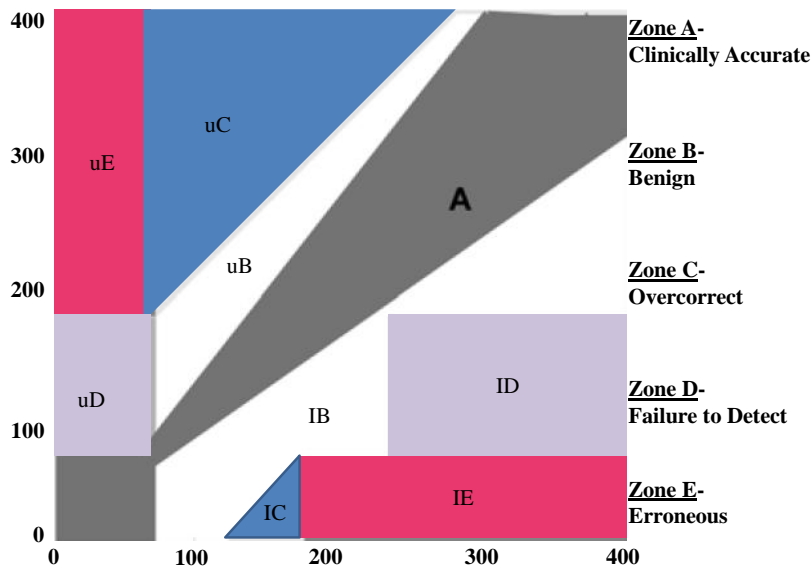 400
300
200
100
0
0
100
200
300
400
uE
uC
uB
A
uD
IB
ID
IC
IE
Zone A-
Clinically Accurate
Zone B-
Benign
Zone C-
Overcorrect
Zone D-
Failure to Detect
Zone E-
Erroneous